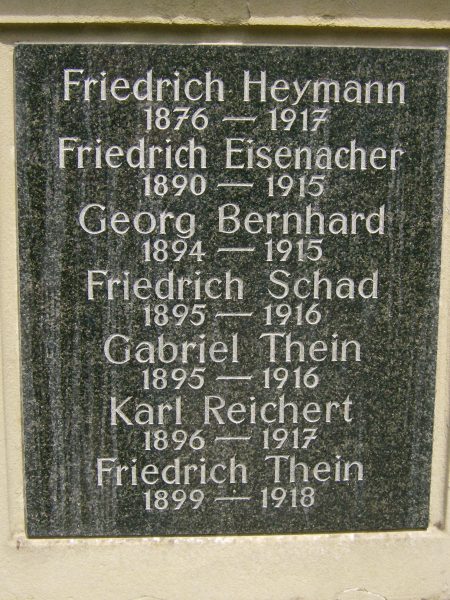 Friedrich Heymann
1876 — 1917
Friedrich Eisenacher
1890 — 1915
Georg Bernhard
1894 — 1915
Friedrich Schad
1895 — 1916
Gabriel Thein
1895 — 1916
Karl Reichert
1896 — 1917
Friedrich Thein
1899 — 1918